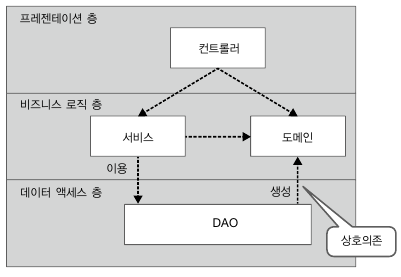 프레젠테이션 층
컨트롤러
비즈니스 로직 층
서비스
도메인
이용
데이터 액세스 층
생성
DAO
상호의존